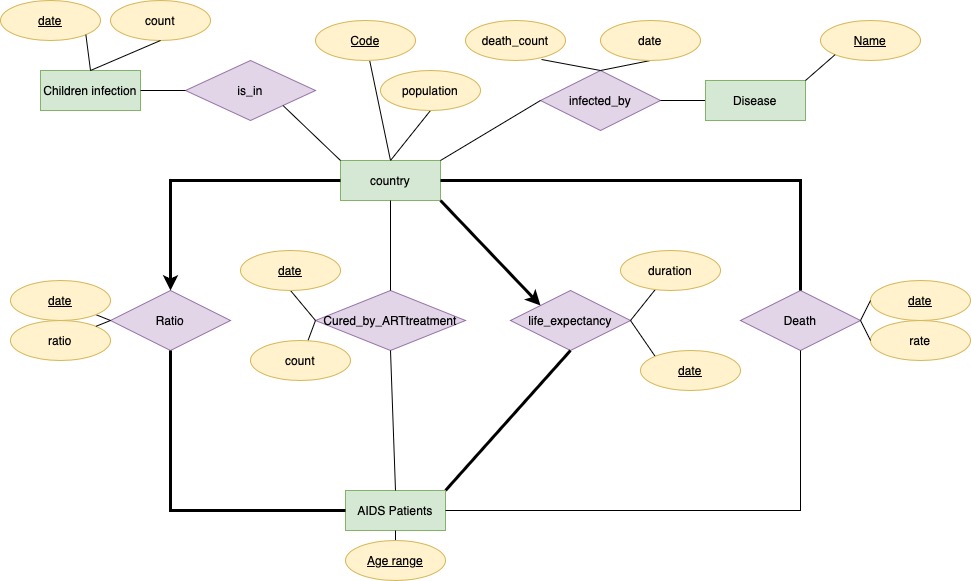 date
count
Code
death_count
date
Name
Children infection
is_in
population
infected_by
Disease
country
date
duration
date
ratio
Ratio
Cured_by_ARTtreatment
life_expectancy
Death
date
rate
count
date
AIDS Patients
Age range